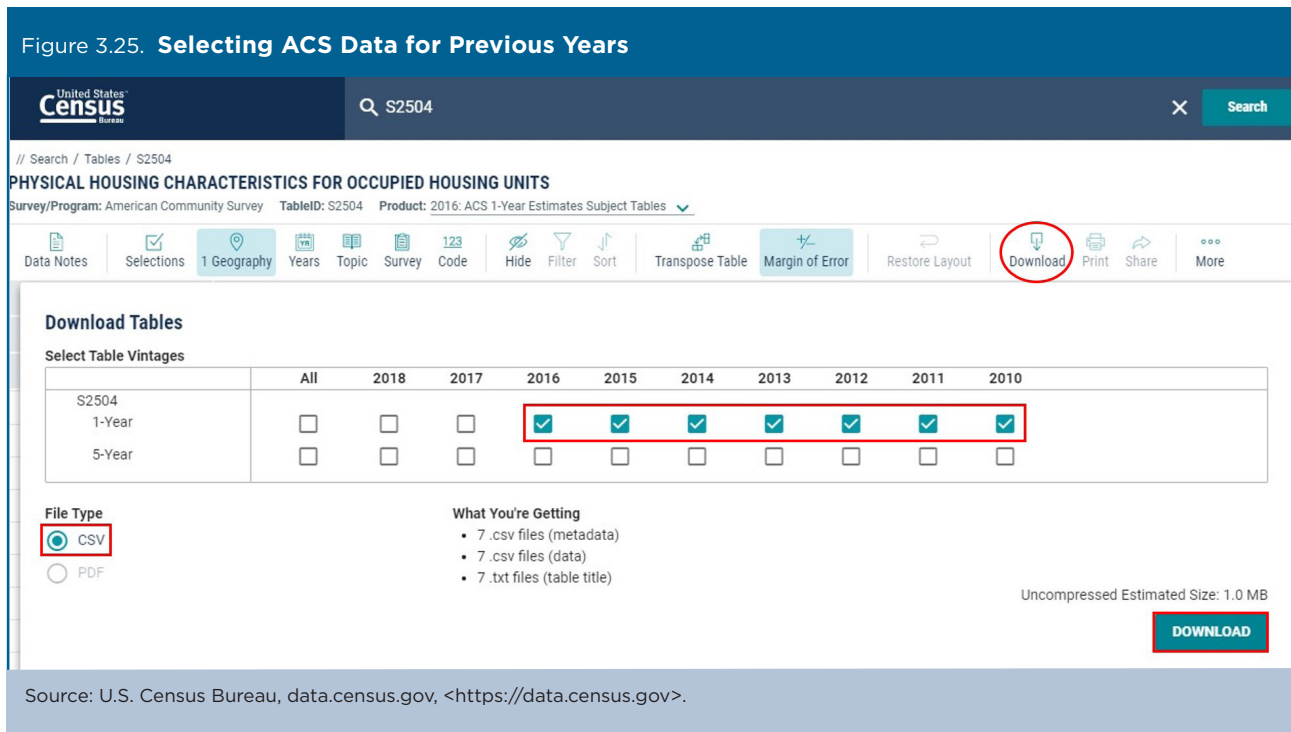 Figure 3.25. Selecting ACS Data for Previous Years
United States™
Census
Bureau
S2504
Search
// Search / Tables / S2504
PHYSICAL HOUSING CHARACTERISTICS FOR OCCUPIED HOUSING UNITS
Survey/Program: American Community Survey TableID: S2504 Product: 2016: ACS 1-Year Estimates Subject Tables
YR 123
Data Notes Selections 1 Geography Years Topic Survey Code Hide Filter Sort Transpose Table Margin of Error Restore Layout Download Print Share More
Download Tables
Select Table Vintages
All 2018 2017 2016 2015 2014 2013 2012 2011 2010
S2504
1-Year
5-Year
File Type
CSV
PDF
What You're Getting
• 7 .csv files (metadata)
• 7 .csv files (data)
• 7 .txt files (table title)
Uncompressed Estimated Size: 1.0 MB
DOWNLOAD
Source: U.S. Census Bureau, data.census.gov, <https://data.census.gov>.